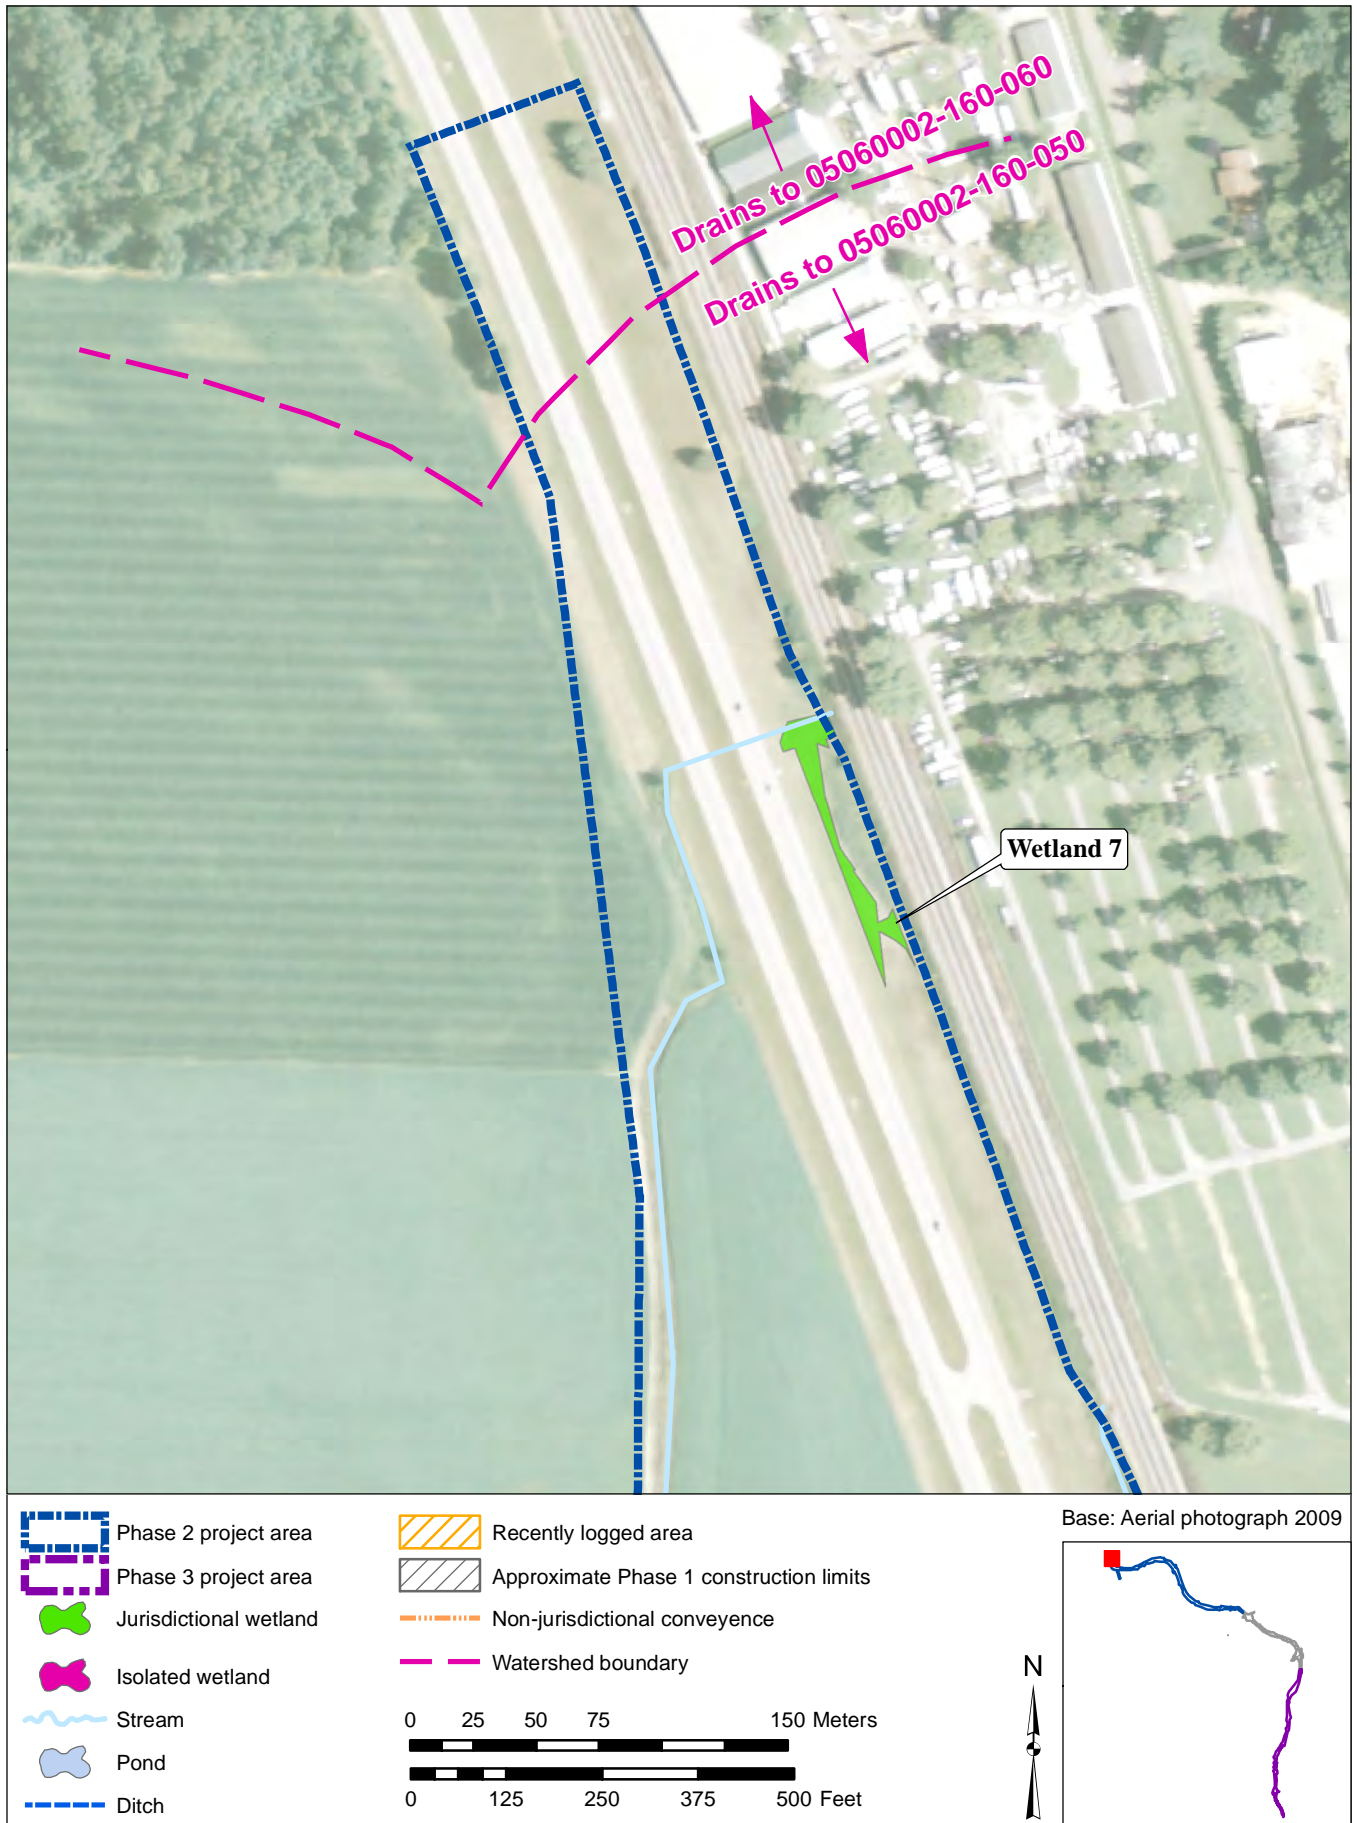 Drains to 05060002-160-060
Drains to 05060002-160-050
Wetland 7
Phase 2 project area
Phase 3 project area
Jurisdictional wetland
Isolated wetland
Stream
Pond
Ditch
Recently logged area
Approximate Phase 1 construction limits
Non-jurisdictional conveyence
Watershed boundary
0 25 50 75 150 Meters
0 125 250 375 500 Feet
N
Base: Aerial photograph 2009